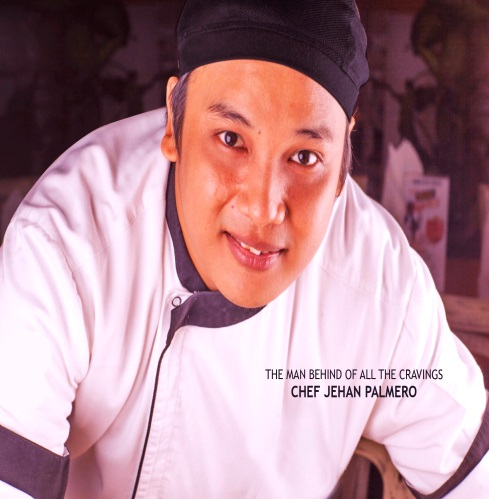 THE MAN BEHIND OF ALL THE CRAVINGS
CHEF JEHAN PALMERO